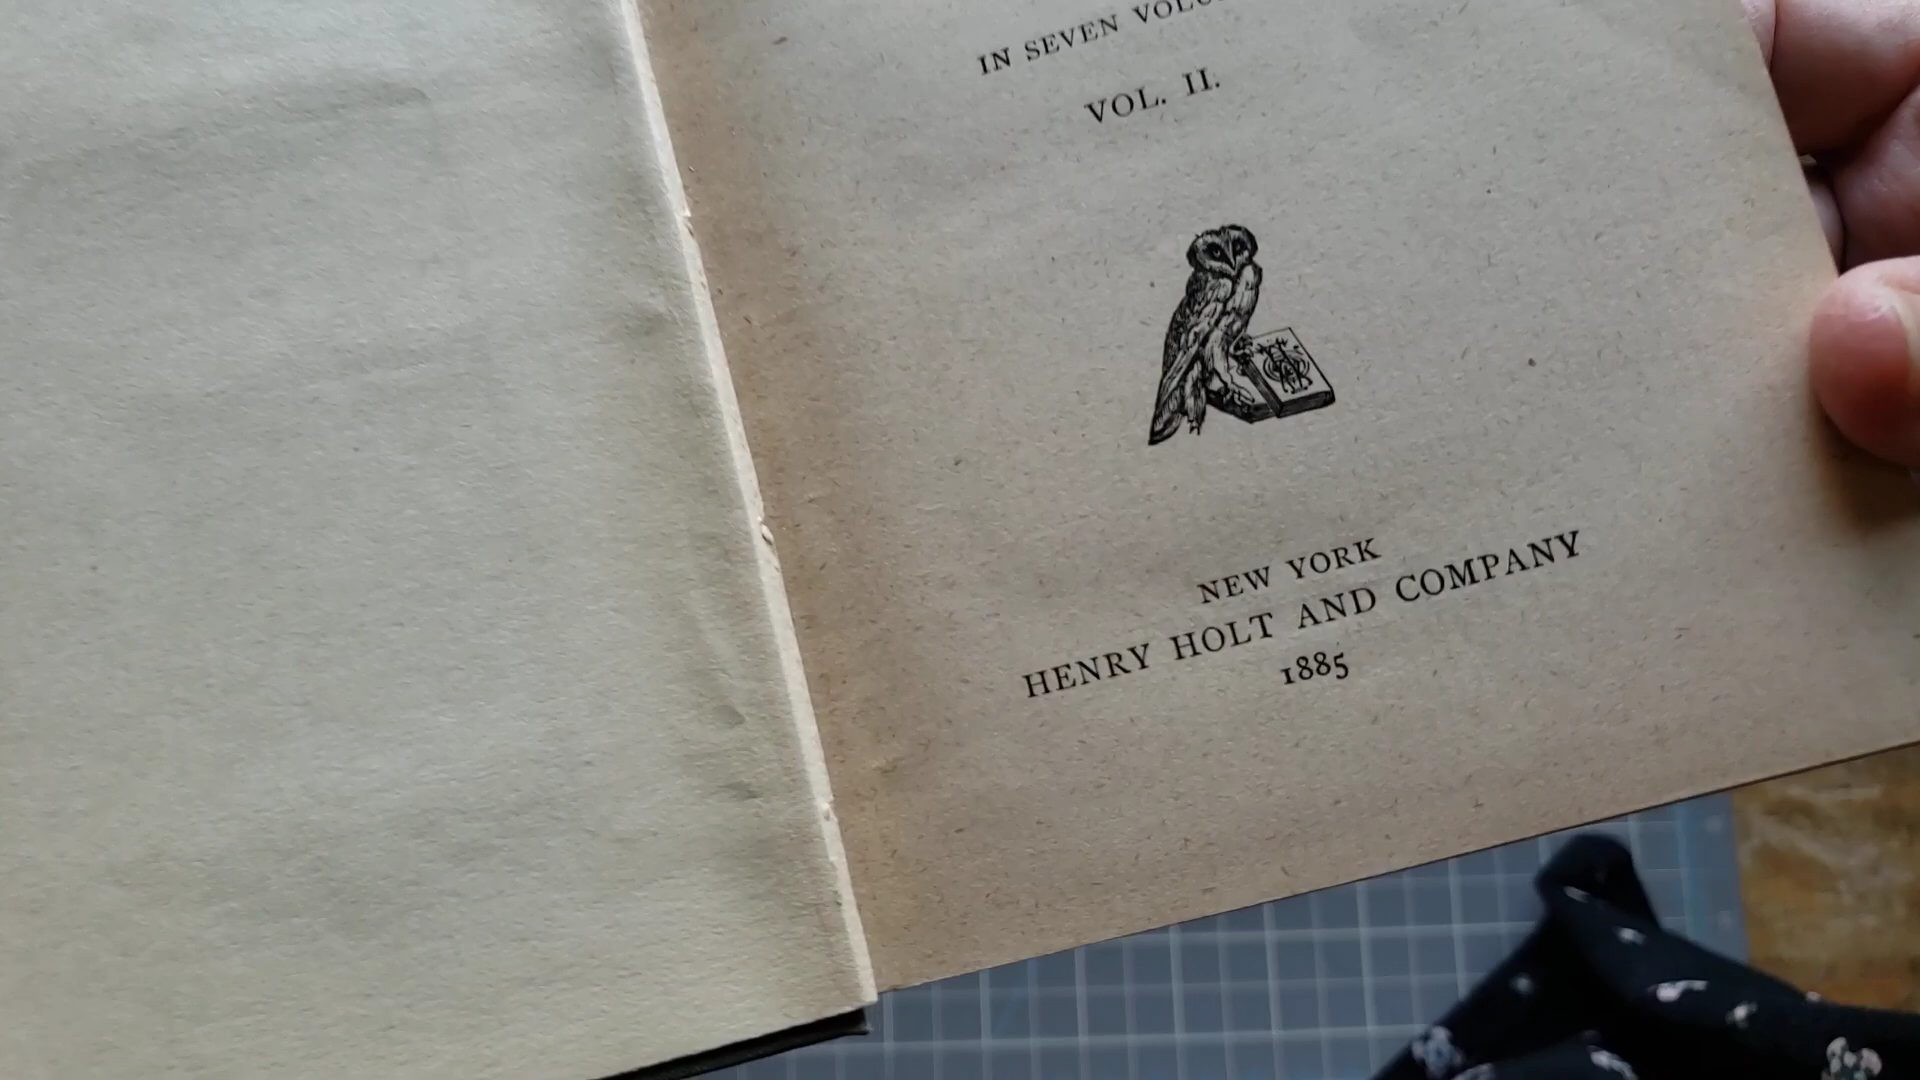 IN SEVEN
VOL. II.
NEW YORK
HENRY HOLT AND COMPANY
1885